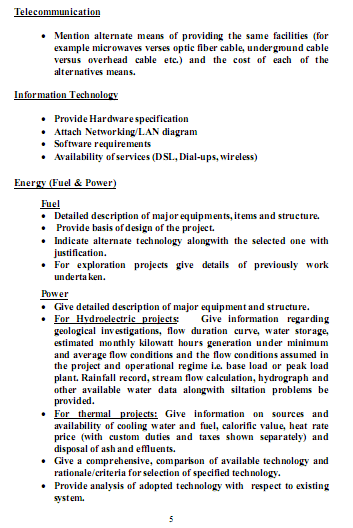 Telecommunication
• Mention alternate means of providing the same facilities (for
example microwaves verses optic fiber cable, underground cable
versus overhead cable etc.) and the cost of each of the
alternatives means.
Information Technology
• Provide Hardware specification
• Attach Networking/LAN diagram
• Software requirements
• Availability of services (DSL, Dial-ups, wireless)
Energy (Fuel & Power)
Fuel
• Detailed description of major equipments, items and structure.
• Provide basis of design of the project.
• Indicate alternate technology alongwith the selected one with
justification.
• For exploration projects give details of previously work
undertaken.
Power
• Give detailed description of major equipment and structure.
• For Hydroelectric projects: Give information regarding
geological investigations, flow duration curve, water storage,
estimated monthly kilowatt hours generation under minimum
and average flow conditions and the flow conditions assumed in
the project and operational regime i.e. base load or peak load
plant. Rainfall record, stream flow calculation, hydrograph and
other available water data alongwith siltation problems be
provided.
• For thermal projects: Give information on sources and
availability of cooling water and fuel, calorific value, heat rate
price (with custom duties and taxes shown separately) and
disposal of ash and effluents.
• Give a comprehensive, comparison of available technology and
rationale/criteria for selection of specified technology.
• Provide analysis of adopted technology with respect to existing
system.
5